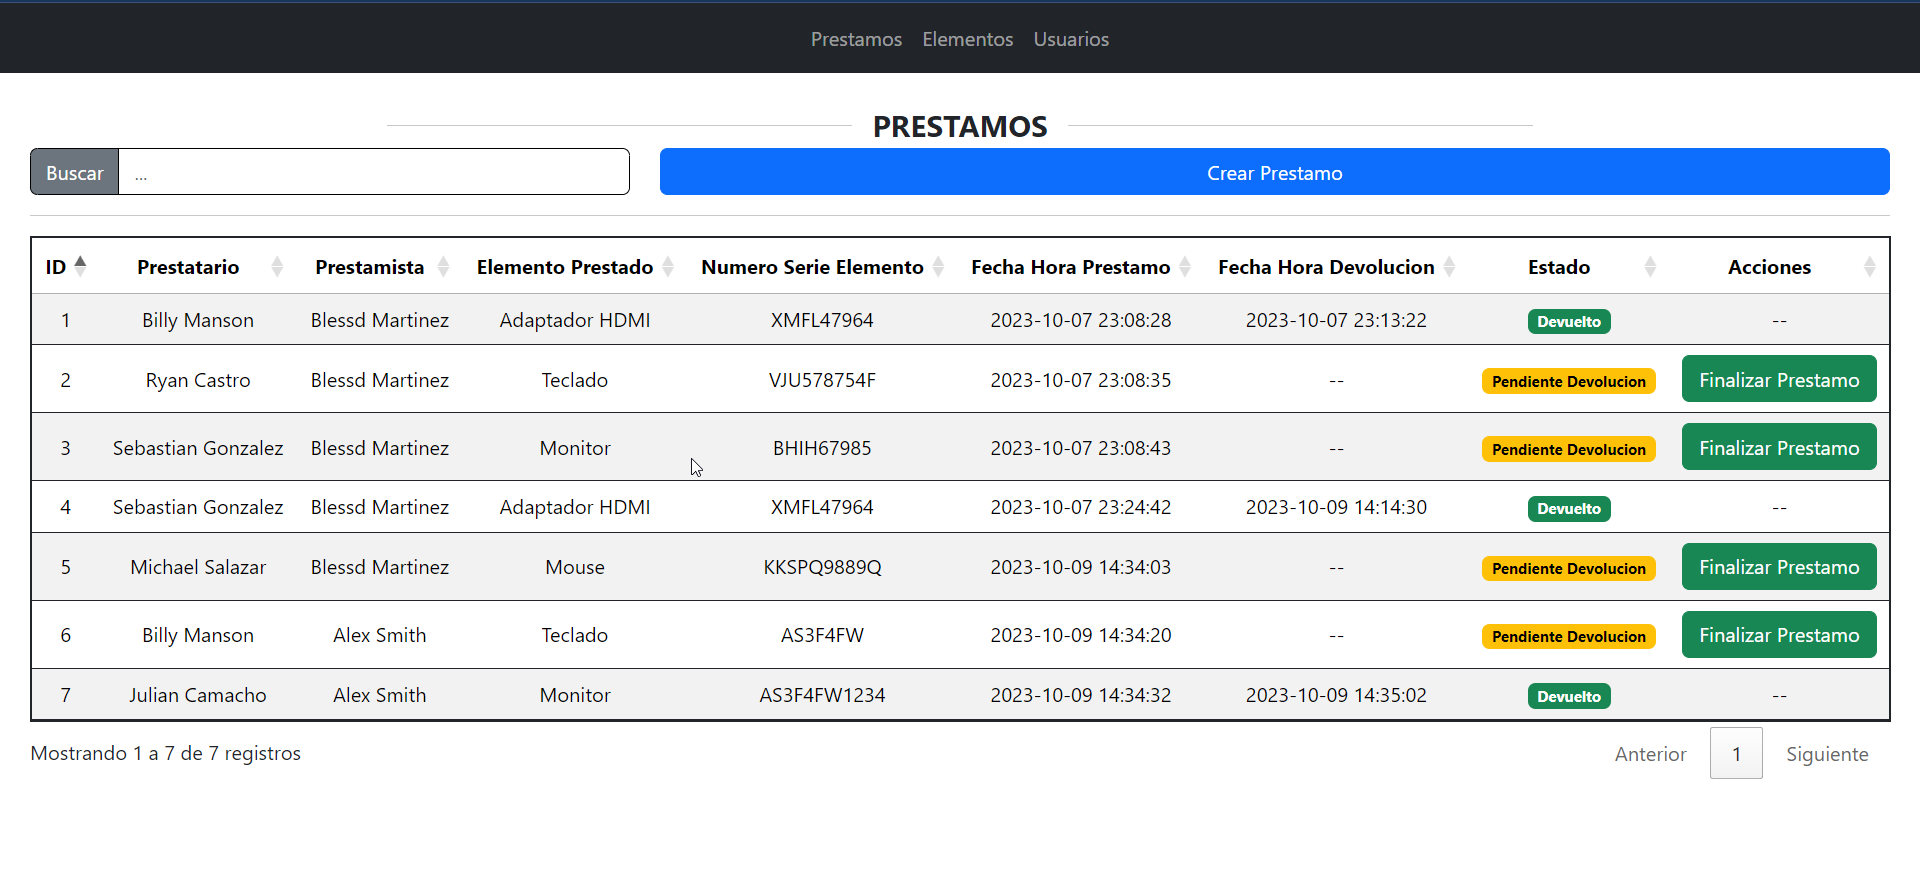 Prestamos Elementos Usuarios
PRESTAMOS
Buscar ... Crear Prestamo
ID Prestatario Prestamista Elemento Prestado Numero Serie Elemento Fecha Hora Prestamo Fecha Hora Devolucion Estado Acciones
1 Billy Manson Blessd Martinez Adaptador HDMI XMFL47964 2023-10-07 23:08:28 2023-10-07 23:13:22 Devuelto --
2 Ryan Castro Blessd Martinez Teclado VJU578754F 2023-10-07 23:08:35 -- Pendiente Devolucion Finalizar Prestamo
3 Sebastian Gonzalez Blessd Martinez Monitor BHIH67985 2023-10-07 23:08:43 -- Pendiente Devolucion Finalizar Prestamo
4 Sebastian Gonzalez Blessd Martinez Adaptador HDMI XMFL47964 2023-10-07 23:24:42 2023-10-09 14:14:30 Devuelto --
5 Michael Salazar Blessd Martinez Mouse KKSPQ9889Q 2023-10-09 14:34:03 -- Pendiente Devolucion Finalizar Prestamo
6 Billy Manson Alex Smith Teclado AS3F4FW 2023-10-09 14:34:20 -- Pendiente Devolucion Finalizar Prestamo
7 Julian Camacho Alex Smith Monitor AS3F4FW1234 2023-10-09 14:34:32 2023-10-09 14:35:02 Devuelto --
Mostrando 1 a 7 de 7 registros Anterior 1 Siguiente